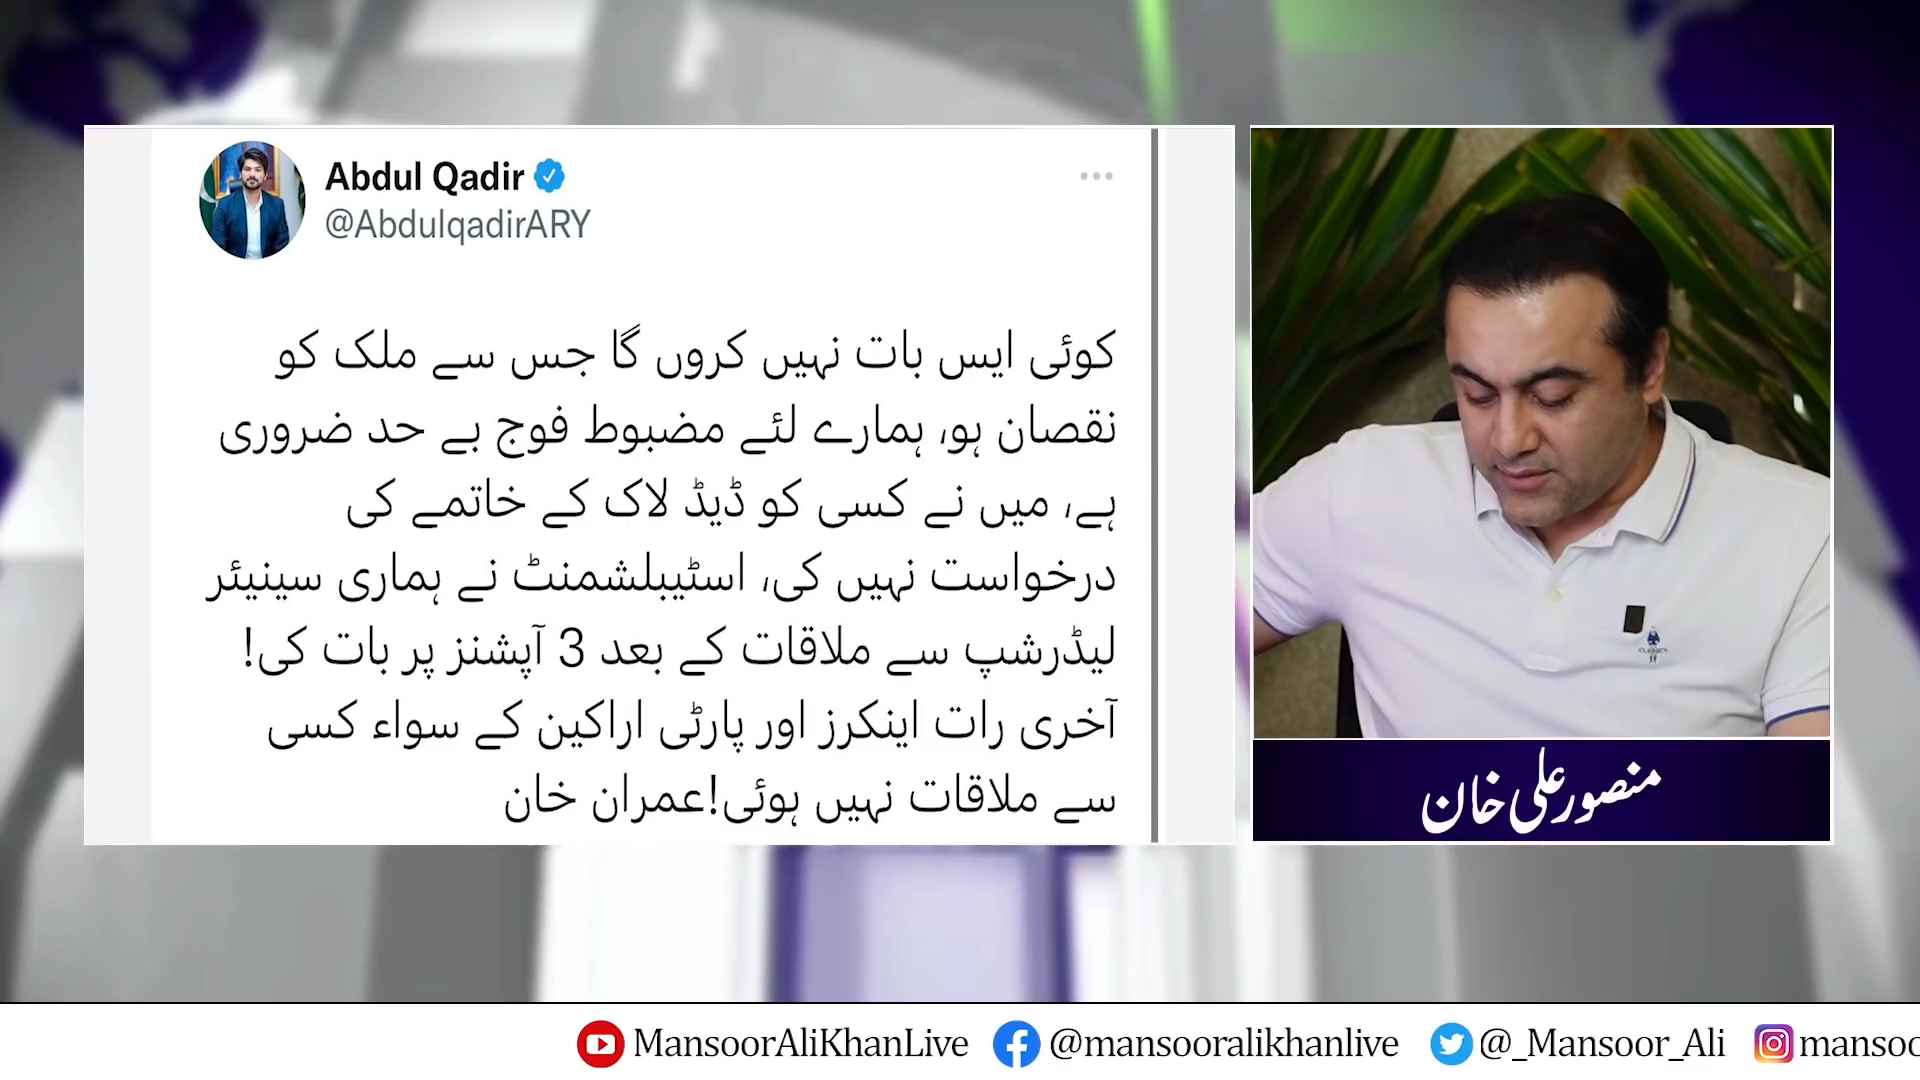 Abdul Qadir
@AbdulqadirARY
کوئی ایس بات نہیں کروں گا جس سے ملک کو
نقصان ہو، ہمارے لئے مضبوط فوج بے حد ضروری
ہے، میں نے کسی کو ڈیڈ لاک کے خاتمے کی
درخواست نہیں کی، اسٹیبلشمنٹ نے ہماری سینیئر
لیڈرشپ سے ملاقات کے بعد 3 آپشنز پر بات کی!
آخری رات اینکرز اور پارٹی اراکین کے سواء کسی
سے ملاقات نہیں ہوئی!عمران خان
منصور علی خان
MansoorAliKhanLive @mansooralikhanlive @_Mansoor_Ali mansoo